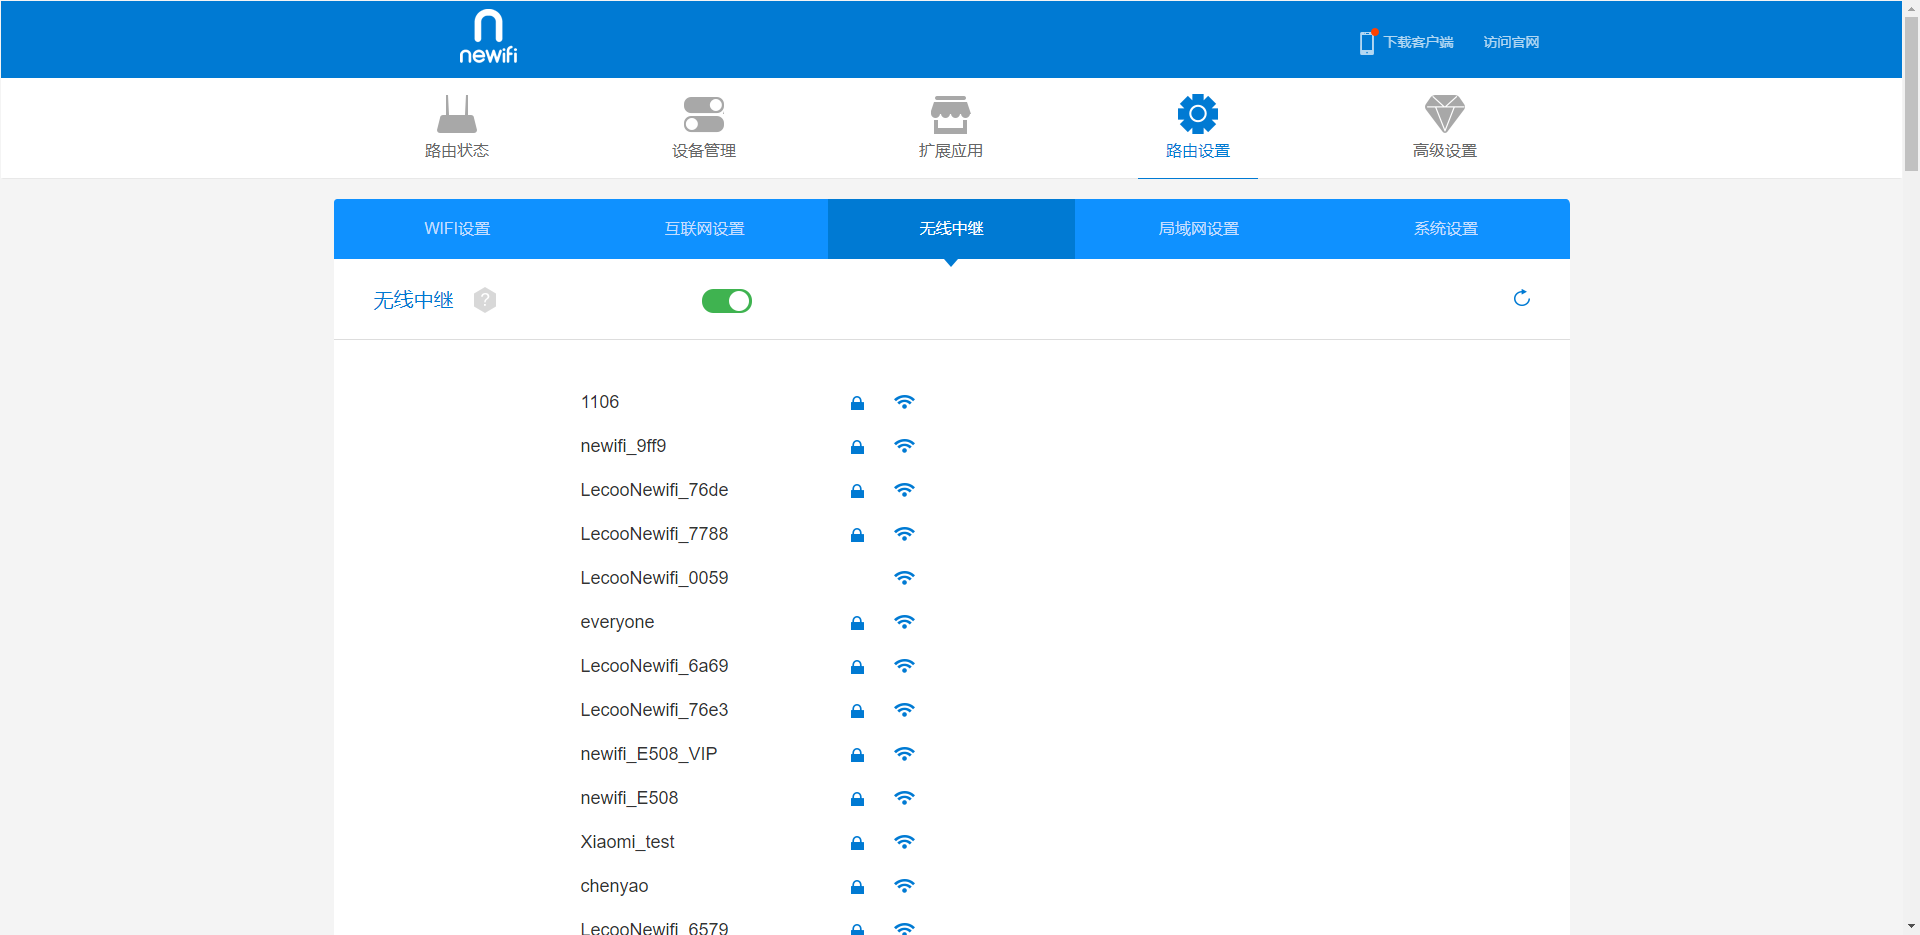 newifi
下载客户端 访问官网
路由状态 设备管理 扩展应用 路由设置 高级设置
WIFI设置 互联网设置 无线中继 局域网设置 系统设置
无线中继 ?
1106
newifi_9ff9
LecooNewifi_76de
LecooNewifi_7788
LecooNewifi_0059
everyone
LecooNewifi_6a69
LecooNewifi_76e3
newifi_E508_VIP
newifi_E508
Xiaomi_test
chenyao
LecooNewifi_6579